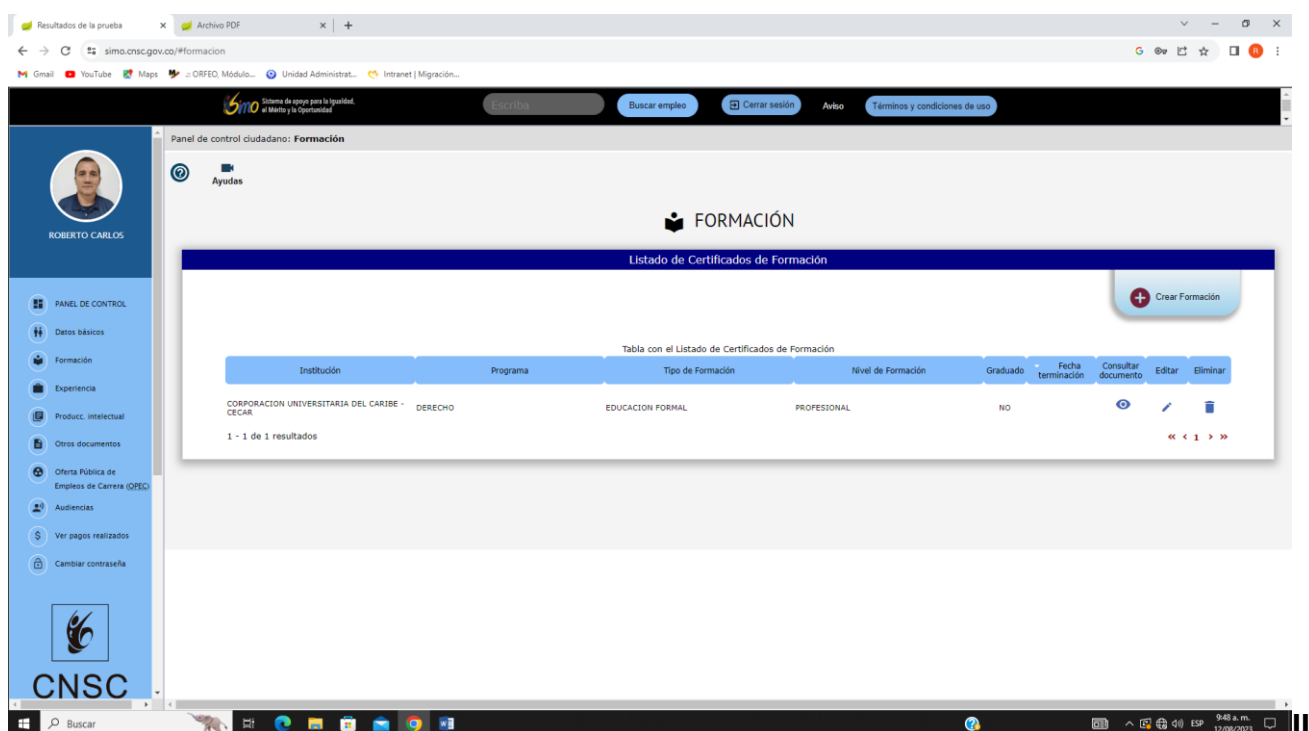 Resultados de la prueba
Archivo PDF
simo.cnsc.gov.co/#formacion
Gmail YouTube Maps .: ORFEO, Módulo... Unidad Administrat... Intranet | Migración...
Simo Sistema de apoyo para la Igualdad,
el Mérito y la Oportunidad
Escriba Buscar empleo Cerrar sesión Aviso Términos y condiciones de uso
Panel de control ciudadano: Formación
Ayudas
ROBERTO CARLOS
FORMACIÓN
Listado de Certificados de Formación
Crear Formación
PANEL DE CONTROL
Datos básicos
Formación
Experiencia
Producc. intelectual
Otros documentos
Oferta Pública de
Empleos de Carrera (OPEC)
Audiencias
Ver pagos realizados
Cambiar contraseña
CNSC
Tabla con el Listado de Certificados de Formación
Institución Programa Tipo de Formación Nivel de Formación Graduado Fecha terminación Consultar documento Editar Eliminar
CORPORACION UNIVERSITARIA DEL CARIBE -
CECAR DERECHO EDUCACION FORMAL PROFESIONAL NO
1 - 1 de 1 resultados
« ‹ 1 › »
Buscar
ESP
9:48 a. m.
12/08/2023